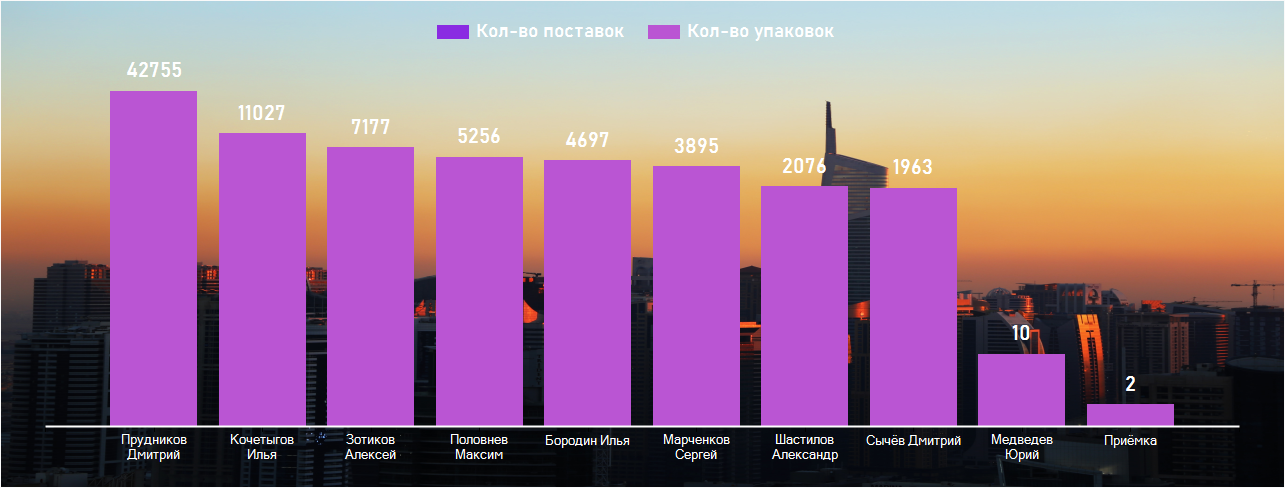 Кол-во поставок Кол-во упаковок
42755
11027
7177
5256
4697
3895
2076
1963
10
2
Прудников
Дмитрий
Кочетыгов
Илья
Зотиков
Алексей
Половнев
Максим
Бородин Илья
Марченков
Сергей
Шастилов
Александр
Сычёв Дмитрий
Медведев
Юрий
Приёмка